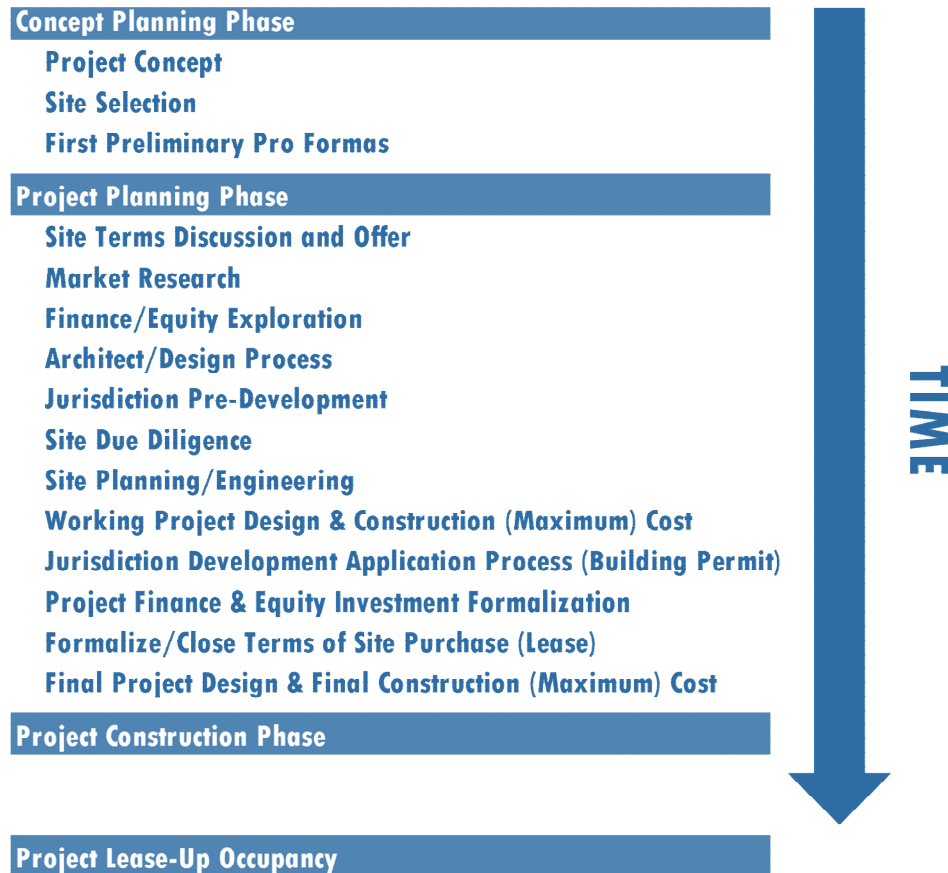 Concept Planning Phase
Project Concept
Site Selection
First Preliminary Pro Formas
Project Planning Phase
Site Terms Discussion and Offer
Market Research
Finance/Equity Exploration
Architect/Design Process
Jurisdiction Pre-Development
Site Due Diligence
Site Planning/Engineering
Working Project Design & Construction (Maximum) Cost
Jurisdiction Development Application Process (Building Permit)
Project Finance & Equity Investment Formalization
Formalize/Close Terms of Site Purchase (Lease)
Final Project Design & Final Construction (Maximum) Cost
Project Construction Phase
Project Lease-Up Occupancy
TIME